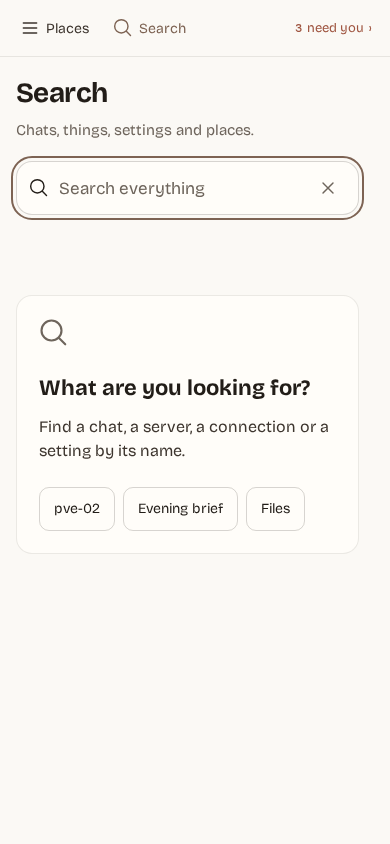 Places
Search
3 need you ›
Search
Chats, things, settings and places.
Search everything
What are you looking for?
Find a chat, a server, a connection or a
setting by its name.
pve-02
Evening brief
Files